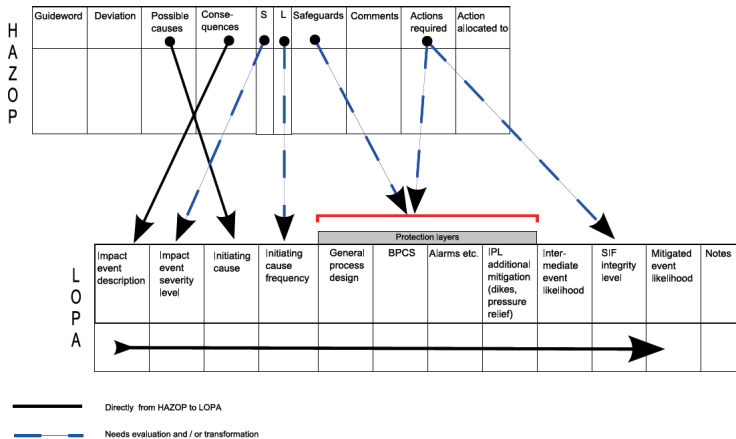 HAZOP
Guideword
Deviation
Possible
causes
Conse-
quences
S
L
Safeguards
Comments
Actions
required
Action
allocated to
Protection layers
LOPA
Impact
event
description
Impact
event
severity
level
Initiating
cause
Initiating
cause
frequency
General
process
design
BPCS
Alarms etc.
IPL
additional
mitigation
(dikes,
pressure
relief)
Inter-
mediate
event
likelihood
SIF
integrity
level
Mitigated
event
likelihood
Notes
Directly from HAZOP to LOPA
Needs evaluation and / or transformation